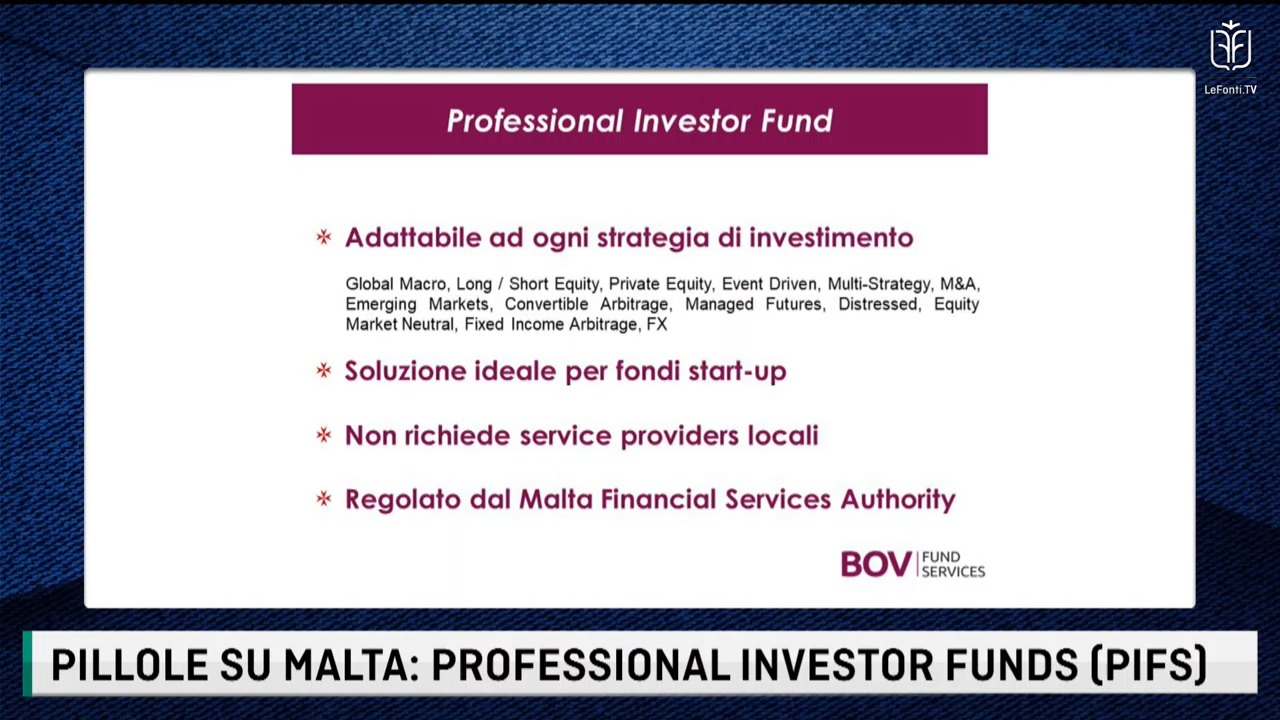 LeFonti.TV
Professional Investor Fund
Adattabile ad ogni strategia di investimento
Global Macro, Long / Short Equity, Private Equity, Event Driven, Multi-Strategy, M&A,
Emerging Markets, Convertible Arbitrage, Managed Futures, Distressed, Equity
Market Neutral, Fixed Income Arbitrage, FX
Soluzione ideale per fondi start-up
Non richiede service providers locali
Regolato dal Malta Financial Services Authority
BOV FUND
SERVICES
PILLOLE SU MALTA: PROFESSIONAL INVESTOR FUNDS (PIFS)